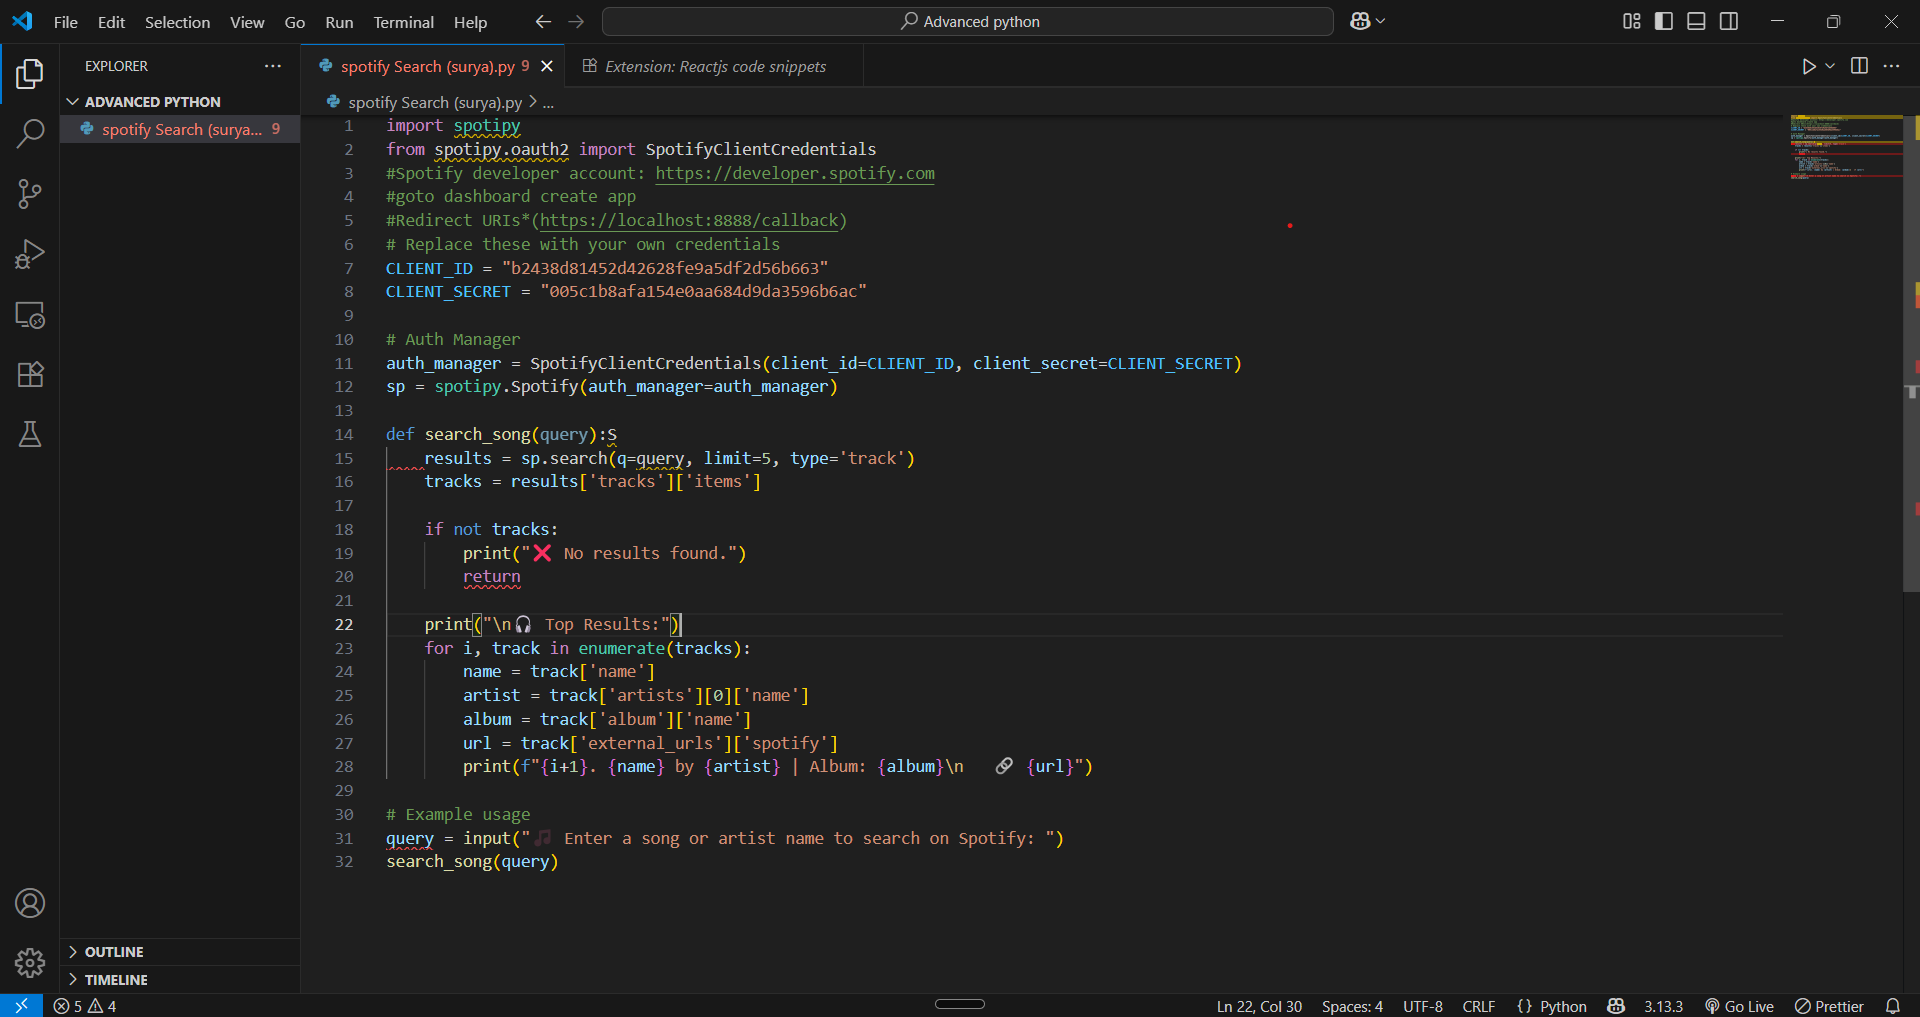 File Edit Selection View Go Run Terminal Help
Advanced python
EXPLORER
ADVANCED PYTHON
spotify Search (surya... 9
OUTLINE
TIMELINE
spotify Search (surya).py 9
Extension: Reactjs code snippets
spotify Search (surya).py > ...
1 import spotipy
2 from spotipy.oauth2 import SpotifyClientCredentials
3 #Spotify developer account: https://developer.spotify.com
4 #goto dashboard create app
5 #Redirect URIs*(https://localhost:8888/callback)
6 # Replace these with your own credentials
7 CLIENT_ID = "b2438d81452d42628fe9a5df2d56b663"
8 CLIENT_SECRET = "005c1b8afa154e0aa684d9da3596b6ac"
9
10 # Auth Manager
11 auth_manager = SpotifyClientCredentials(client_id=CLIENT_ID, client_secret=CLIENT_SECRET)
12 sp = spotipy.Spotify(auth_manager=auth_manager)
13
14 def search_song(query):S
15     results = sp.search(q=query, limit=5, type='track')
16     tracks = results['tracks']['items']
17
18     if not tracks:
19         print("❌ No results found.")
20         return
21
22     print("\n🎧 Top Results:")
23     for i, track in enumerate(tracks):
24         name = track['name']
25         artist = track['artists'][0]['name']
26         album = track['album']['name']
27         url = track['external_urls']['spotify']
28         print(f"{i+1}. {name} by {artist} | Album: {album}\n   🔗 {url}")
29
30 # Example usage
31 query = input("🎵 Enter a song or artist name to search on Spotify: ")
32 search_song(query)
5 4
Ln 22, Col 30 Spaces: 4 UTF-8 CRLF {} Python 3.13.3 Go Live Prettier